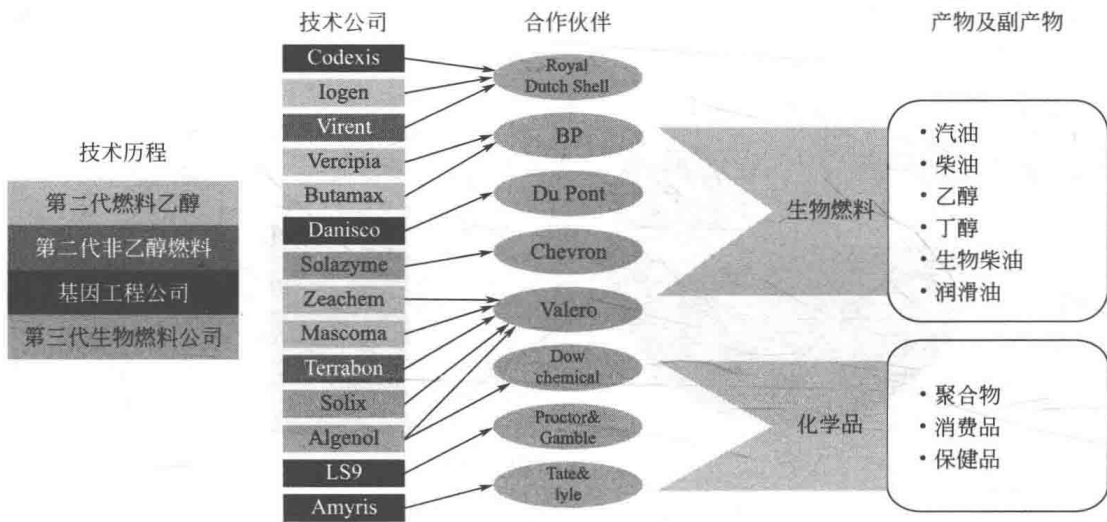 技术公司
合作伙伴
产物及副产物
技术历程
第二代燃料乙醇
第二代非乙醇燃料
基因工程公司
第三代生物燃料公司
Codexis
Iogen
Virent
Vercipia
Butamax
Danisco
Solazyme
Zeachem
Mascoma
Terrabon
Solix
Algenol
LS9
Amyris
Royal
Dutch Shell
BP
Du Pont
Chevron
Valero
Dow
chemical
Proctor&
Gamble
Tate&
lyle
生物燃料
化学品
• 汽油
• 柴油
• 乙醇
• 丁醇
• 生物柴油
• 润滑油
• 聚合物
• 消费品
• 保健品